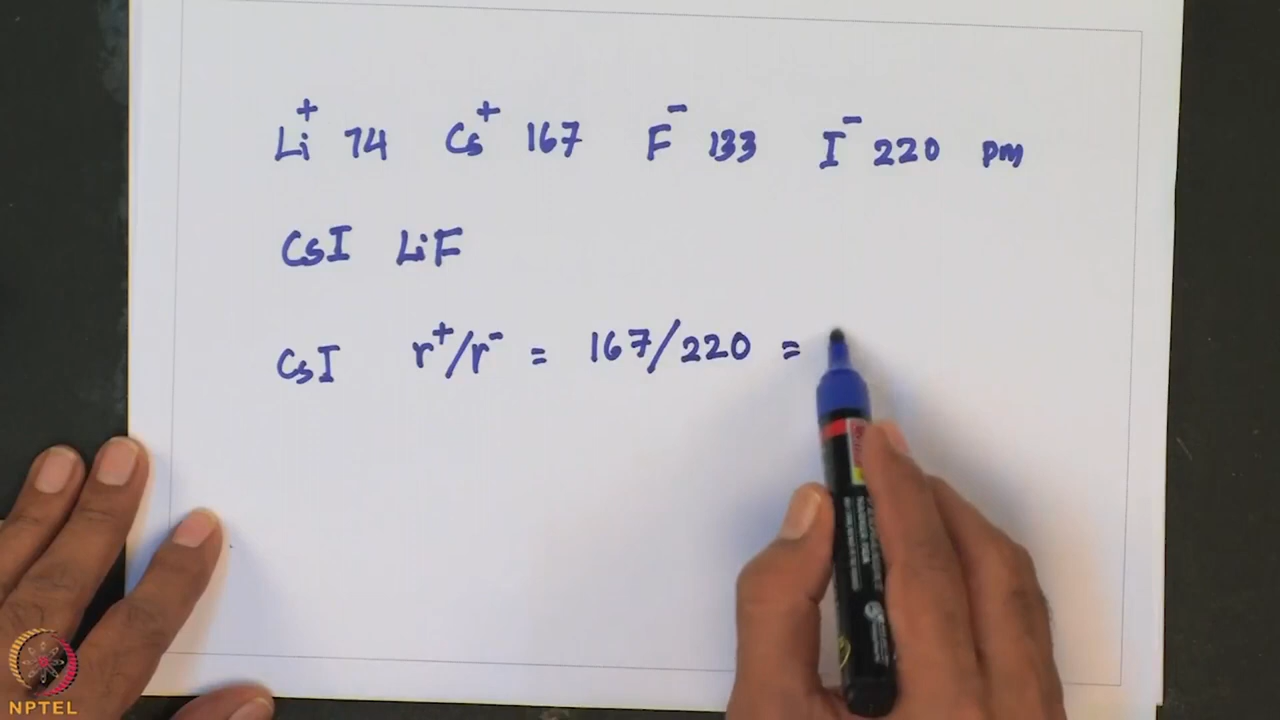 Li⁺ 74 Cs⁺ 167 F⁻ 133 I⁻ 220 pm
CsI LiF
CsI r⁺/r⁻ = 167/220 =
NPTEL